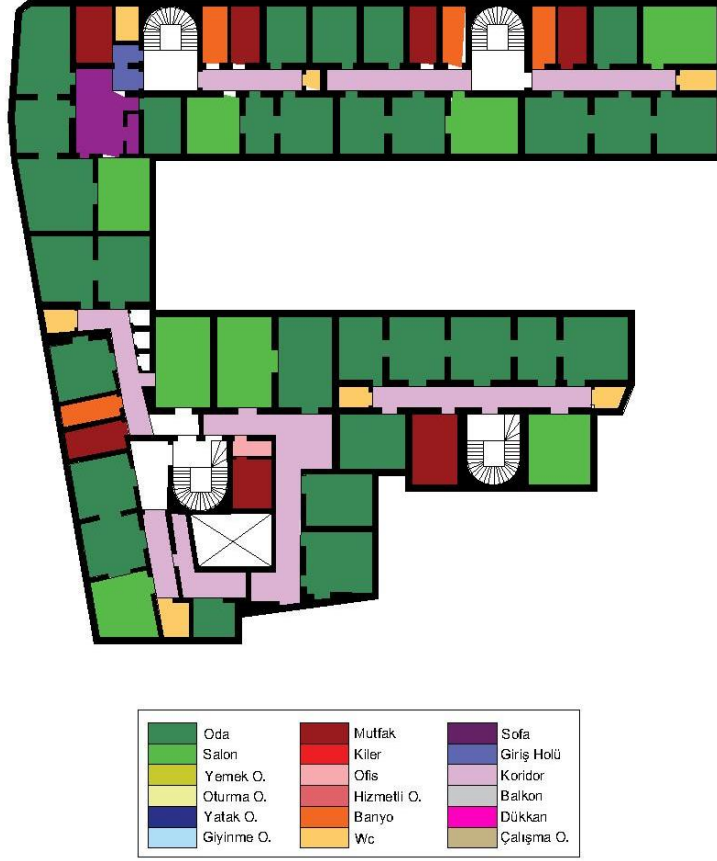 Oda Mutfak Sofa
Salon Kiler Giriş Holü
Yemek O. Ofis Koridor
Oturma O. Hizmetli O. Balkon
Yatak O. Banyo Dükkan
Giyinme O. Wc Çalışma O.